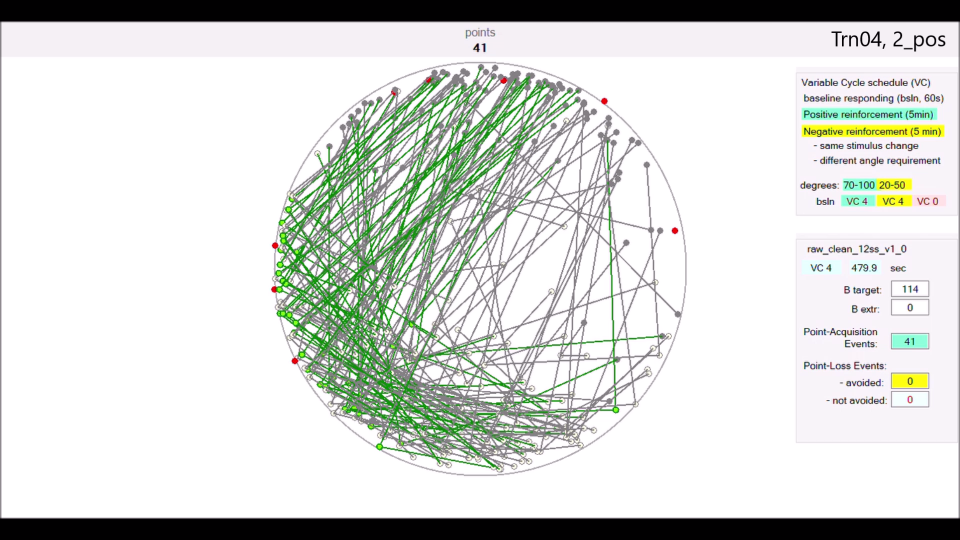 points
41
Trn04, 2_pos
Variable Cycle schedule (VC)
baseline responding (bsln, 60s)
Positive reinforcement (5min)
Negative reinforcement (5 min)
- same stimulus change
- different angle requirement
degrees: 70-100 20-50
bsln VC 4 VC 4 VC 0
raw_clean_12ss_v1_0
VC 4 479.9 sec
B target: 114
B extr: 0
Point-Acquisition
Events: 41
Point-Loss Events:
- avoided: 0
- not avoided: 0